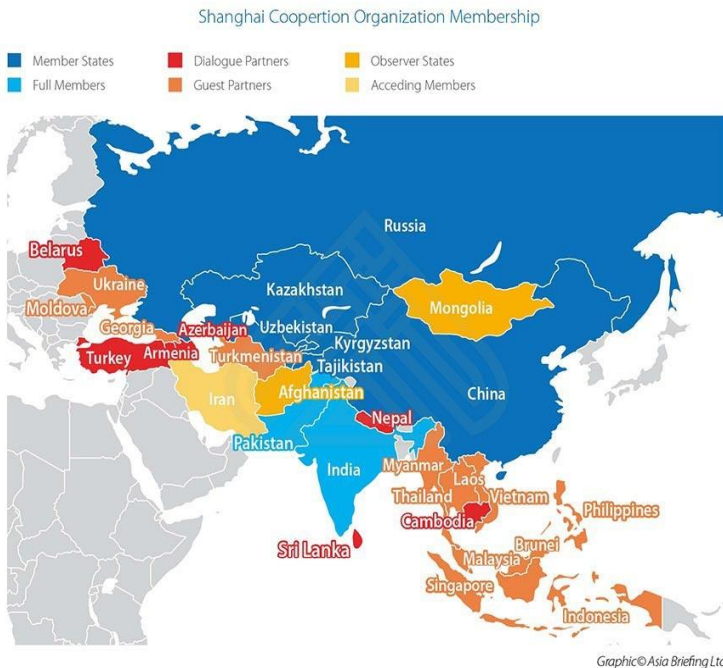 Shanghai Coopertion Organization Membership
Member States
Dialogue Partners
Observer States
Full Members
Guest Partners
Acceding Members
Russia
Belarus
Ukraine
Kazakhstan
Mongolia
Moldova
Georgia
Azerbaijan
Uzbekistan
Kyrgyzstan
Turkey
Armenia
Turkmenistan
Tajikistan
Iran
Afghanistan
China
Nepal
Pakistan
India
Myanmar
Laos
Thailand
Vietnam
Philippines
Cambodia
Sri Lanka
Brunei
Malaysia
Singapore
Indonesia
Graphic© Asia Briefing Ltd